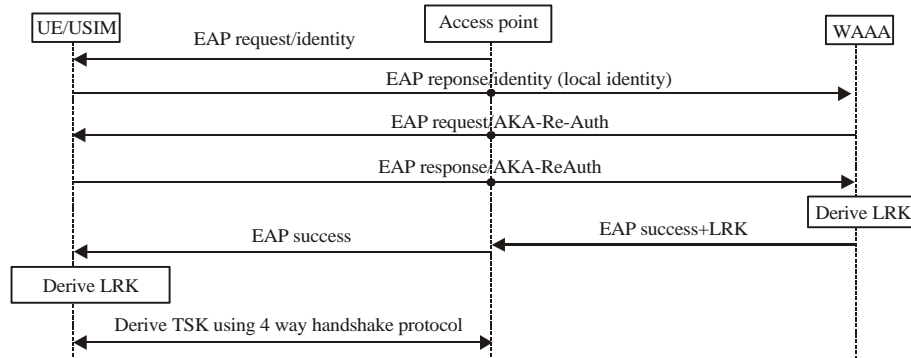 UE/USIM
Access point
WAAA
EAP request/identity
EAP reponse/identity (local identity)
EAP request/AKA-Re-Auth
EAP response/AKA-ReAuth
Derive LRK
EAP success
EAP success+LRK
Derive LRK
Derive TSK using 4 way handshake protocol